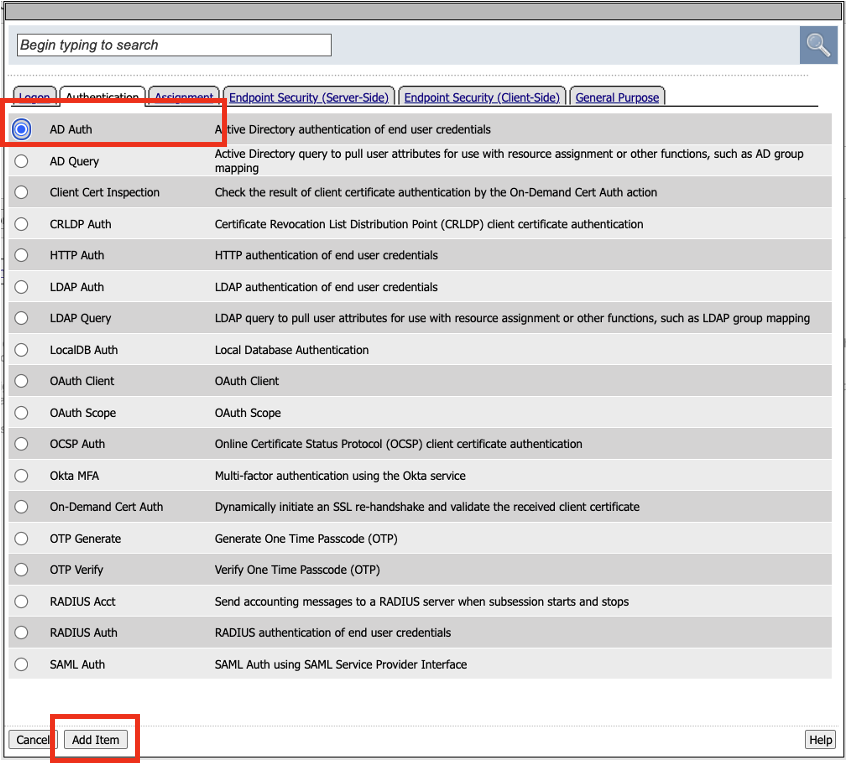 Begin typing to search
Logon Authentication Assignment Endpoint Security (Server-Side) Endpoint Security (Client-Side) General Purpose
AD Auth Active Directory authentication of end user credentials
AD Query Active Directory query to pull user attributes for use with resource assignment or other functions, such as AD group
mapping
Client Cert Inspection Check the result of client certificate authentication by the On-Demand Cert Auth action
CRLDP Auth Certificate Revocation List Distribution Point (CRLDP) client certificate authentication
HTTP Auth HTTP authentication of end user credentials
LDAP Auth LDAP authentication of end user credentials
LDAP Query LDAP query to pull user attributes for use with resource assignment or other functions, such as LDAP group mapping
LocalDB Auth Local Database Authentication
OAuth Client OAuth Client
OAuth Scope OAuth Scope
OCSP Auth Online Certificate Status Protocol (OCSP) client certificate authentication
Okta MFA Multi-factor authentication using the Okta service
On-Demand Cert Auth Dynamically initiate an SSL re-handshake and validate the received client certificate
OTP Generate Generate One Time Passcode (OTP)
OTP Verify Verify One Time Passcode (OTP)
RADIUS Acct Send accounting messages to a RADIUS server when subsession starts and stops
RADIUS Auth RADIUS authentication of end user credentials
SAML Auth SAML Auth using SAML Service Provider Interface
Cancel Add Item Help